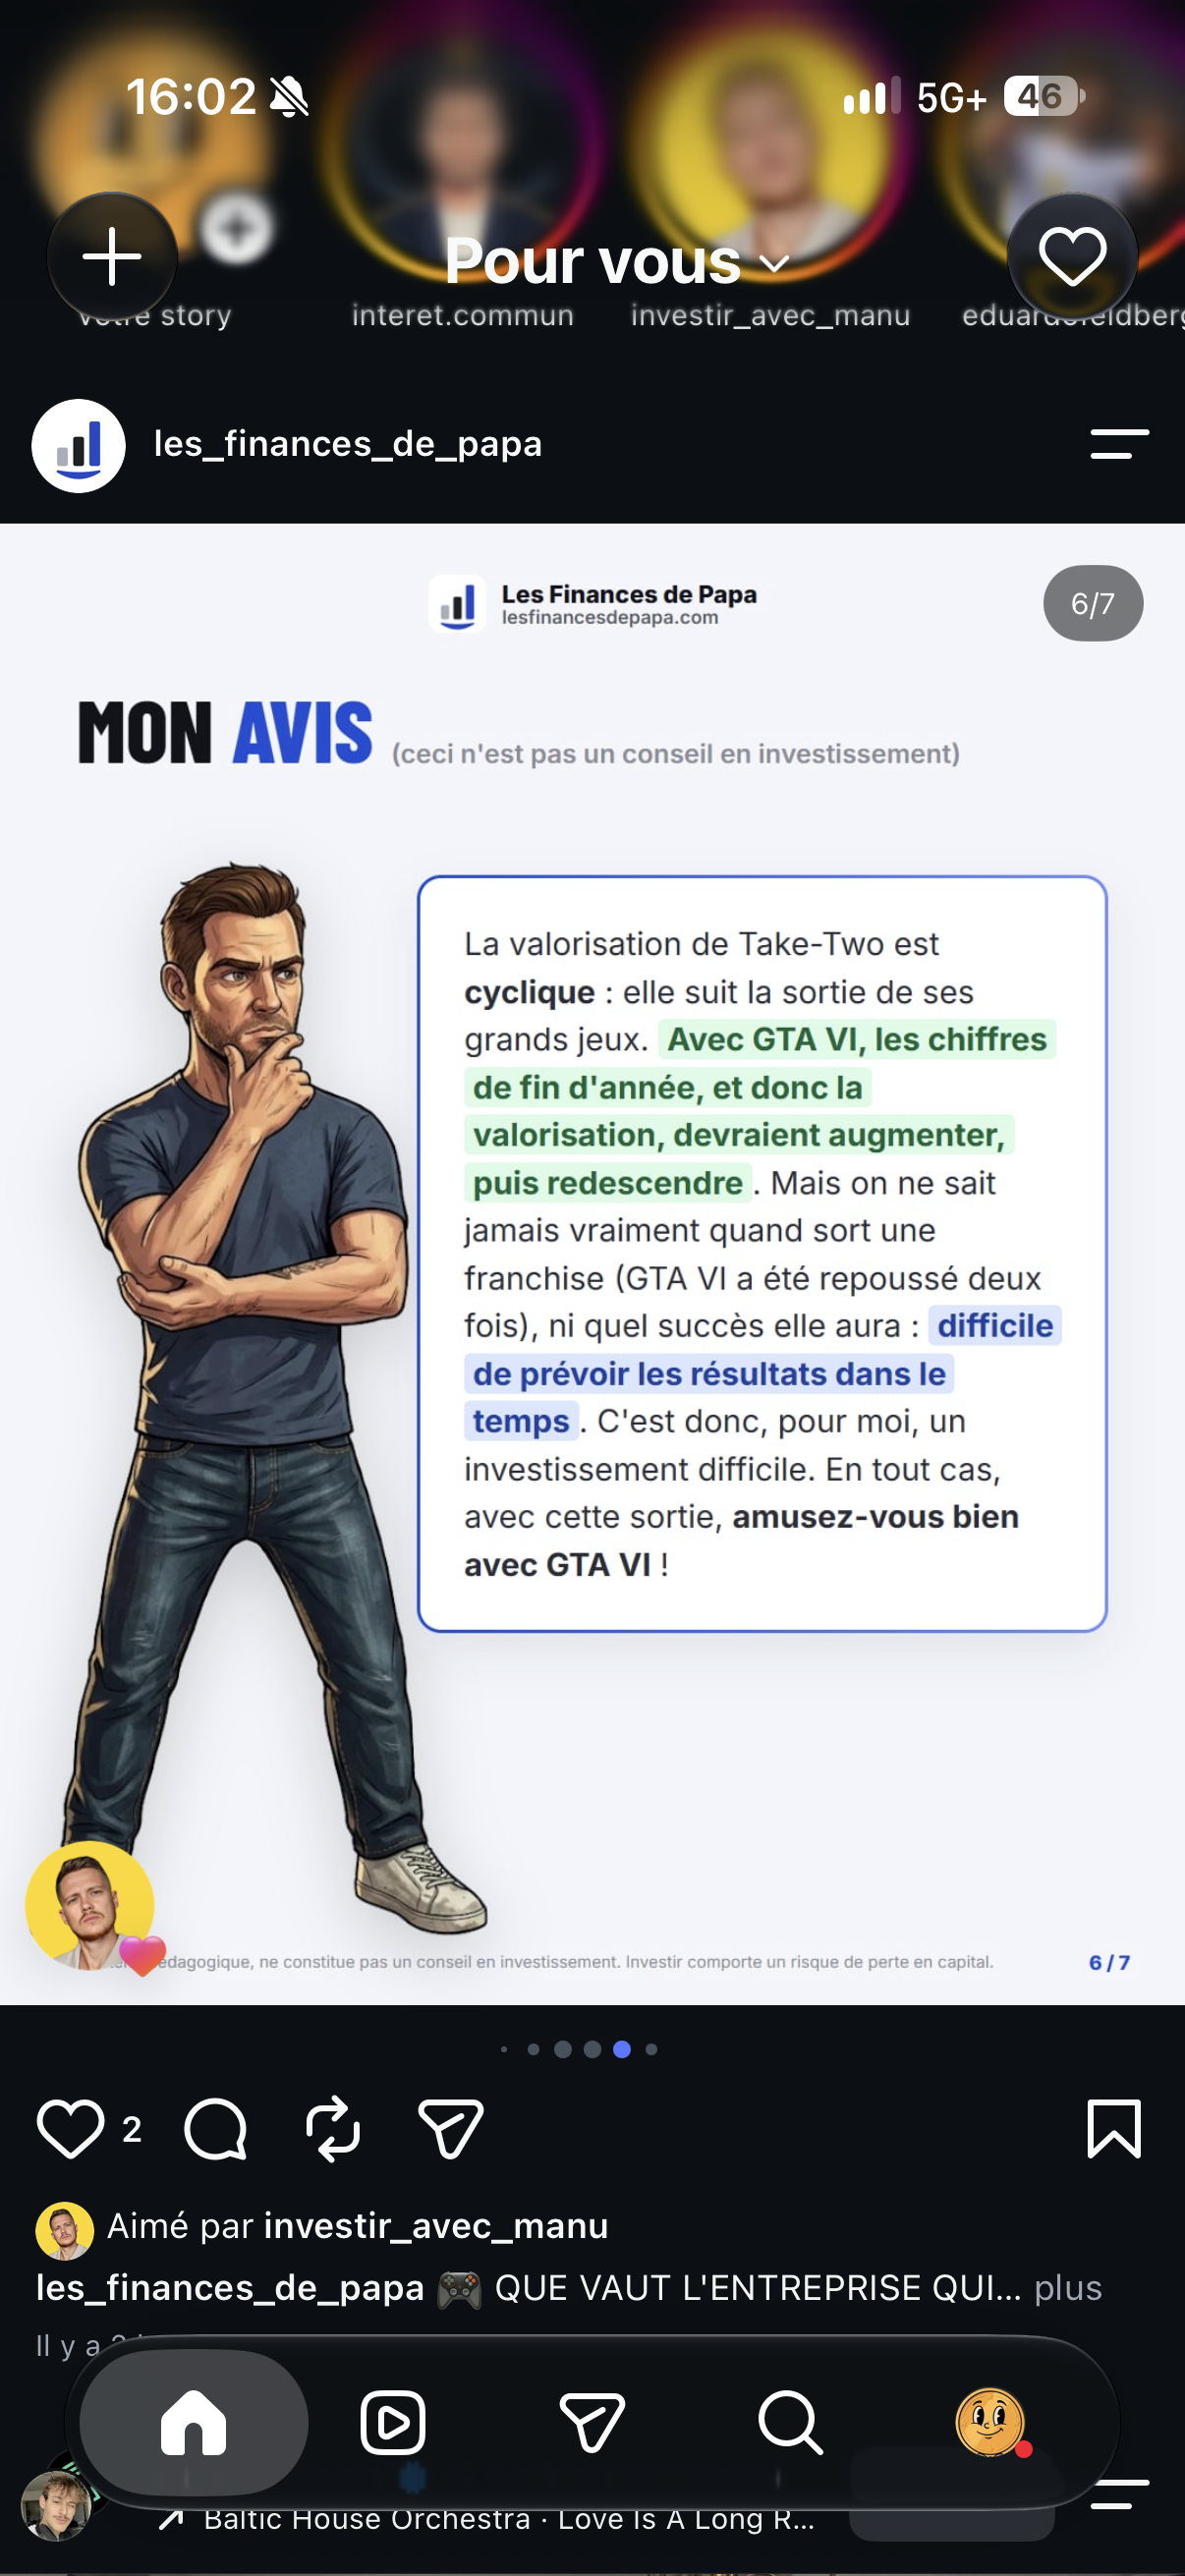 16:02
5G+
46
Pour vous
votre story
interet.commun
investir_avec_manu
les_finances_de_papa
Les Finances de Papa
lesfinancesdepapa.com
6/7
MON AVIS (ceci n'est pas un conseil en investissement)
La valorisation de Take-Two est
cyclique : elle suit la sortie de ses
grands jeux. Avec GTA VI, les chiffres
de fin d'année, et donc la
valorisation, devraient augmenter,
puis redescendre. Mais on ne sait
jamais vraiment quand sort une
franchise (GTA VI a été repoussé deux
fois), ni quel succès elle aura : difficile
de prévoir les résultats dans le
temps. C'est donc, pour moi, un
investissement difficile. En tout cas,
avec cette sortie, amusez-vous bien
avec GTA VI !
ne constitue pas un conseil en investissement. Investir comporte un risque de perte en capital.
6 / 7
2
Aimé par investir_avec_manu
les_finances_de_papa 🎮 QUE VAUT L'ENTREPRISE QUI... plus
Il y a
Baltic House Orchestra · Love Is A Long R...